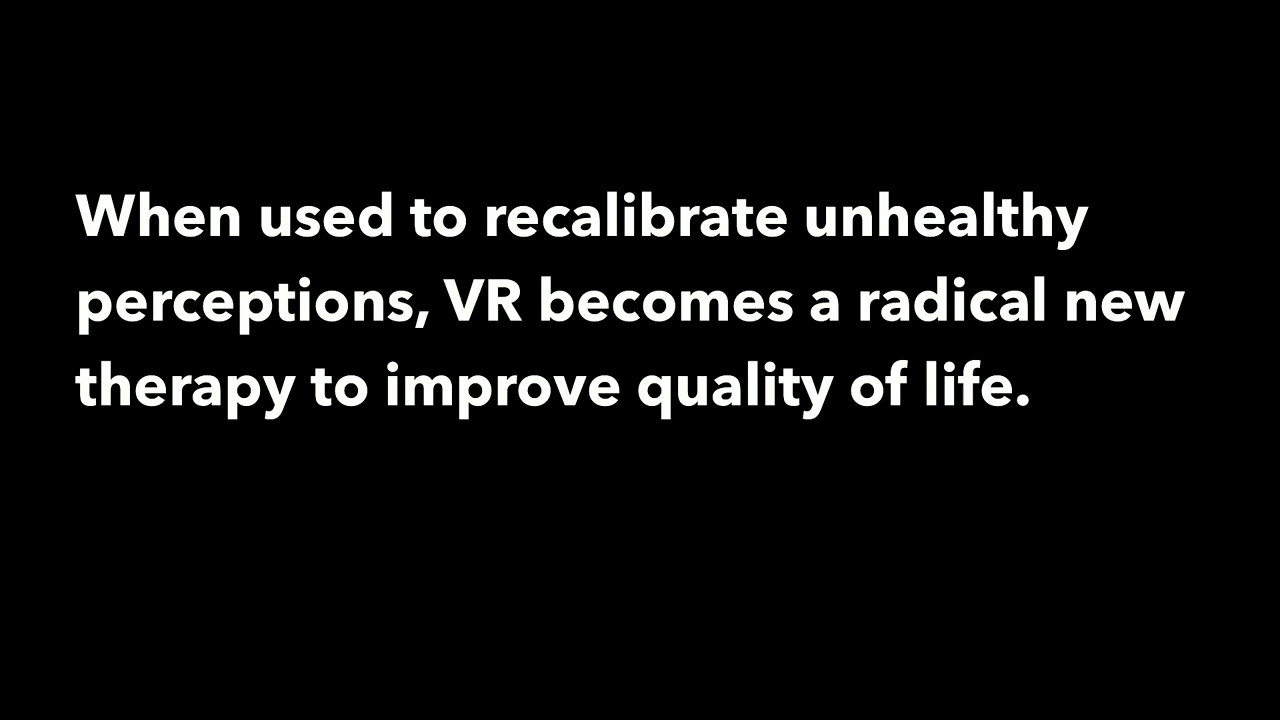 When used to recalibrate unhealthy
perceptions, VR becomes a radical new
therapy to improve quality of life.